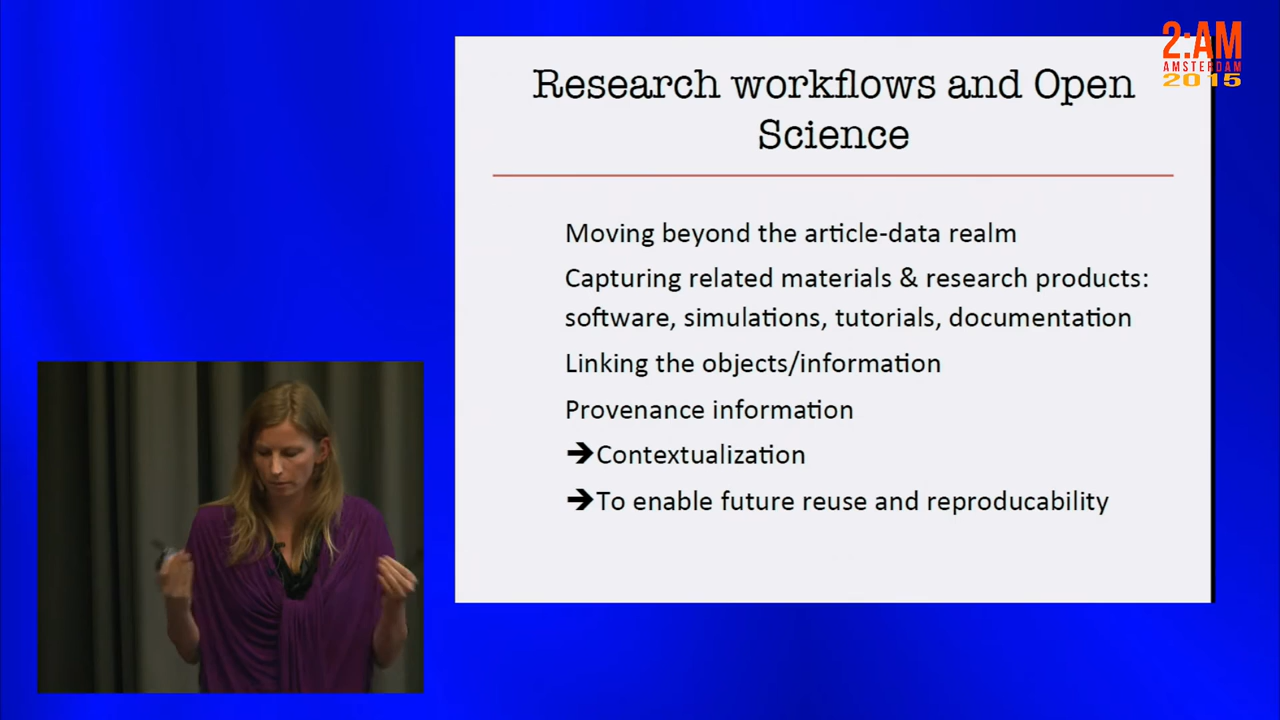 2:AM
AMSTERDAM
2015
Research workflows and Open
Science
Moving beyond the article-data realm
Capturing related materials & research products:
software, simulations, tutorials, documentation
Linking the objects/information
Provenance information
➔Contextualization
➔To enable future reuse and reproducability